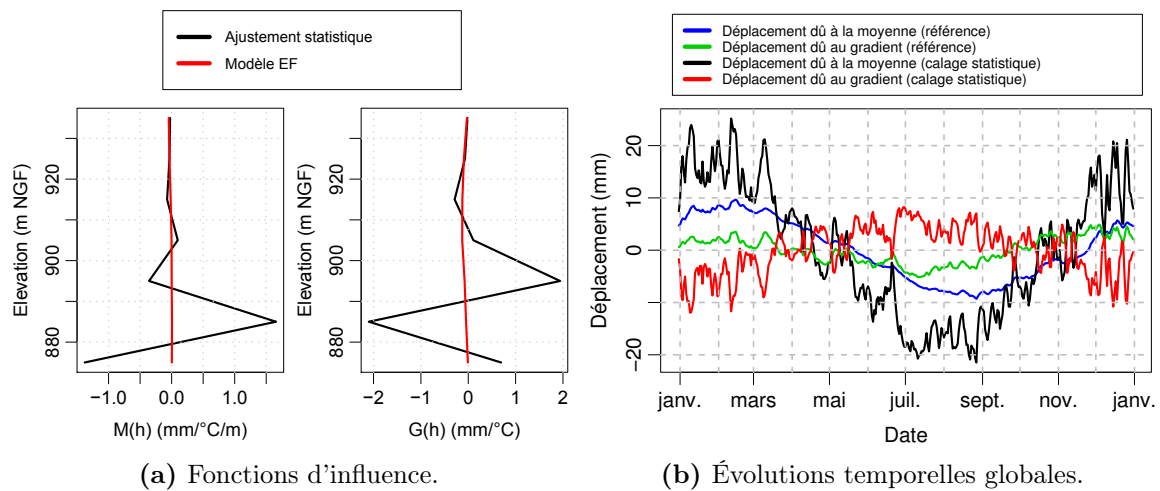 Ajustement statistique
Modèle EF
Elevation (m NGF)
880
900
920
−1.0
0.0
1.0
M(h) (mm/°C/m)
Elevation (m NGF)
880
900
920
−2
−1
0
1
2
G(h) (mm/°C)
(a) Fonctions d'influence.
Déplacement dû à la moyenne (référence)
Déplacement dû au gradient (référence)
Déplacement dû à la moyenne (calage statistique)
Déplacement dû au gradient (calage statistique)
Déplacement (mm)
−20
0
10
20
janv.
mars
mai
juil.
sept.
nov.
janv.
Date
(b) Évolutions temporelles globales.